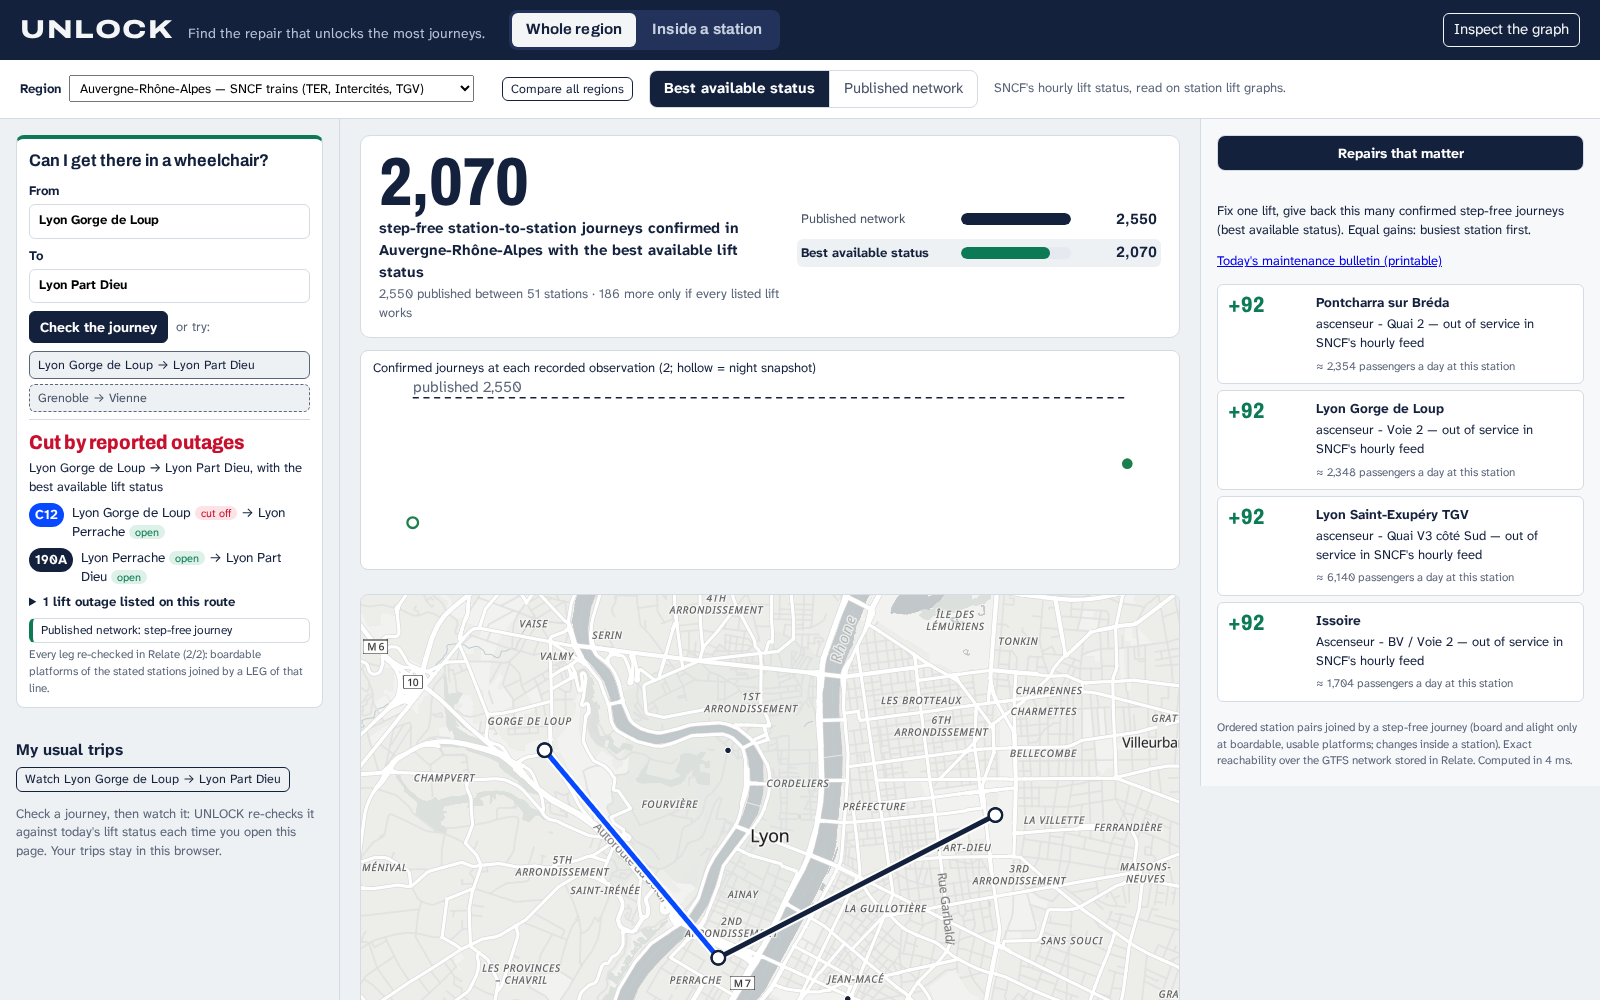 UNLOCK
Find the repair that unlocks the most journeys.
Whole region
Inside a station
Inspect the graph
Region
Auvergne-Rhône-Alpes — SNCF trains (TER, Intercités, TGV)
Compare all regions
Best available status
Published network
SNCF's hourly lift status, read on station lift graphs.
Can I get there in a wheelchair?
From
Lyon Gorge de Loup
To
Lyon Part Dieu
Check the journey
or try:
Lyon Gorge de Loup → Lyon Part Dieu
Grenoble → Vienne
Cut by reported outages
Lyon Gorge de Loup → Lyon Part Dieu, with the
best available lift status
C12 Lyon Gorge de Loup cut off → Lyon
Perrache open
190A Lyon Perrache open → Lyon Part
Dieu open
▶ 1 lift outage listed on this route
Published network: step-free journey
Every leg re-checked in Relate (2/2): boardable
platforms of the stated stations joined by a LEG of that
line.
My usual trips
Watch Lyon Gorge de Loup → Lyon Part Dieu
Check a journey, then watch it: UNLOCK re-checks it
against today's lift status each time you open this
page. Your trips stay in this browser.
2,070
step-free station-to-station journeys confirmed in
Auvergne-Rhône-Alpes with the best available lift
status
2,550 published between 51 stations · 186 more only if every listed lift
works
Published network 2,550
Best available status 2,070
Confirmed journeys at each recorded observation (2; hollow = night snapshot)
published 2,550
4TH
ARRONDISSEMENT
ÎLE DES
LÉMURIENS
VAISE
SERIN
Rhône
TONKIN
M 6
VALMY
10
1ST
ARRONDISSEMENT
LES BROTTEAUX
CHARPENNES
CHARMETTES
GORGE DE LOUP
6TH
ARRONDISSEMENT
GRAT
Villeurba
BELLECOMBE
CHAMPVERT
CORDELIERS
FOURVIÈRE
PRÉFECTURE
LA VILLETTE
FERRANDIÈRE
Lyon
PART-DIEU
MÉNIVAL
5TH
ARRONDISSEMENT
3RD
ARRONDISSEMENT
MAISONS-
NEUVES
SAINT-IRÉNÉE
AINAY
Rue Garibaldi
LA GUILLOTIÈRE
2ND
ARRONDISSEMENT
SANS SOUCI
LES PROVINCES
– CHARVRIL
PERRACHE
M 7
JEAN-MACÉ
GRA
Repairs that matter
Fix one lift, give back this many confirmed step-free journeys
(best available status). Equal gains: busiest station first.
Today's maintenance bulletin (printable)
+92 Pontcharra sur Bréda
ascenseur - Quai 2 — out of service in
SNCF's hourly feed
≈ 2,354 passengers a day at this station
+92 Lyon Gorge de Loup
ascenseur - Voie 2 — out of service in
SNCF's hourly feed
≈ 2,348 passengers a day at this station
+92 Lyon Saint-Exupéry TGV
ascenseur - Quai V3 côté Sud — out of
service in SNCF's hourly feed
≈ 6,140 passengers a day at this station
+92 Issoire
Ascenseur - BV / Voie 2 — out of service in
SNCF's hourly feed
≈ 1,704 passengers a day at this station
Ordered station pairs joined by a step-free journey (board and alight only
at boardable, usable platforms; changes inside a station). Exact
reachability over the GTFS network stored in Relate. Computed in 4 ms.